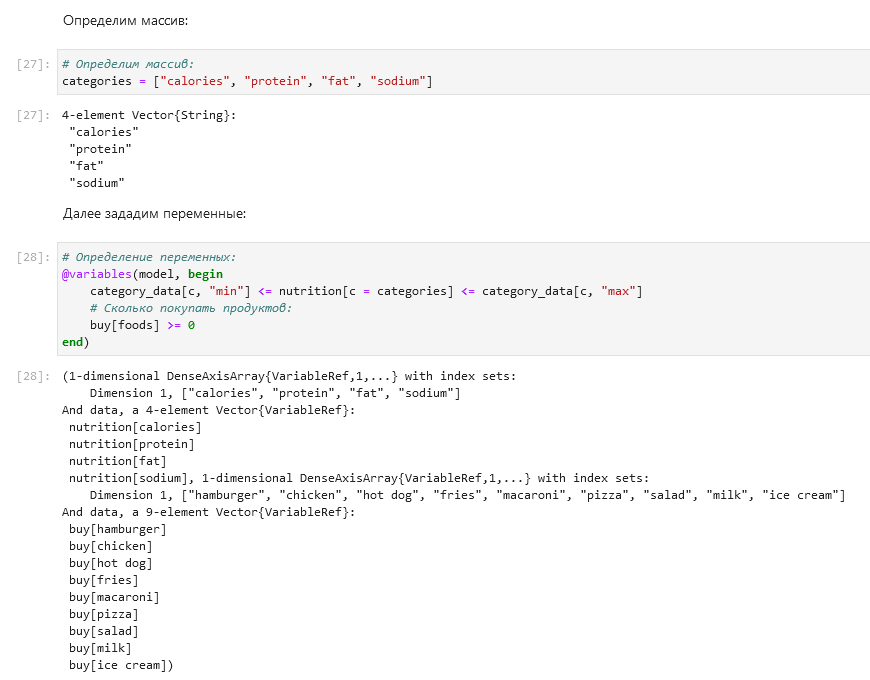 Определим массив:
[27]: # Определим массив:
categories = ["calories", "protein", "fat", "sodium"]
[27]: 4-element Vector{String}:
"calories"
"protein"
"fat"
"sodium"
Далее зададим переменные:
[28]: # Определение переменных:
@variables(model, begin
category_data[c, "min"] <= nutrition[c = categories] <= category_data[c, "max"]
# Сколько покупать продуктов:
buy[foods] >= 0
end)
[28]: (1-dimensional DenseAxisArray{VariableRef,1,...} with index sets:
Dimension 1, ["calories", "protein", "fat", "sodium"]
And data, a 4-element Vector{VariableRef}:
nutrition[calories]
nutrition[protein]
nutrition[fat]
nutrition[sodium], 1-dimensional DenseAxisArray{VariableRef,1,...} with index sets:
Dimension 1, ["hamburger", "chicken", "hot dog", "fries", "macaroni", "pizza", "salad", "milk", "ice cream"]
And data, a 9-element Vector{VariableRef}:
buy[hamburger]
buy[chicken]
buy[hot dog]
buy[fries]
buy[macaroni]
buy[pizza]
buy[salad]
buy[milk]
buy[ice cream])